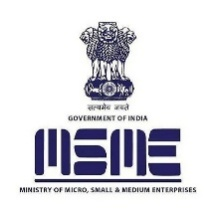 सत्यमेव जयते
GOVERNMENT OF INDIA
MSME
MINISTRY OF MICRO, SMALL & MEDIUM ENTERPRISES